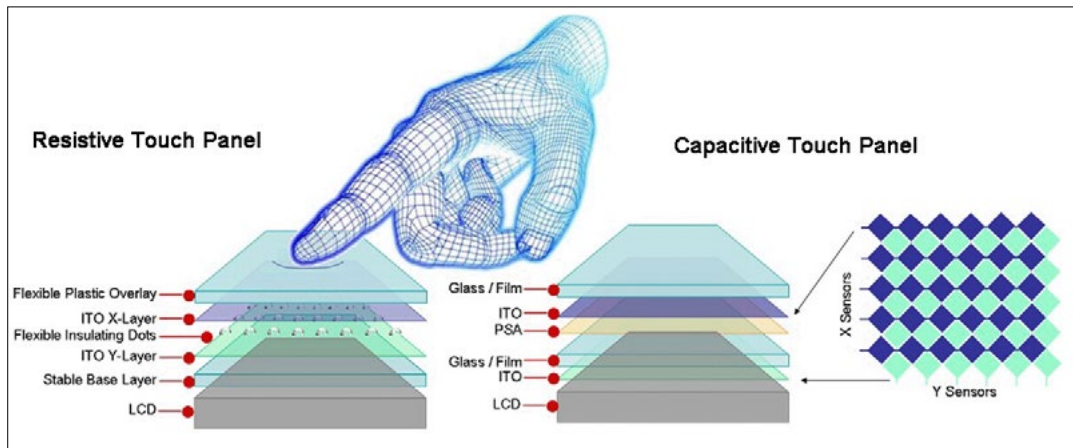 Resistive Touch Panel
Capacitive Touch Panel
Flexible Plastic Overlay
ITO X-Layer
Flexible Insulating Dots
ITO Y-Layer
Stable Base Layer
LCD
Glass / Film
ITO
PSA
Glass / Film
ITO
LCD
X Sensors
Y Sensors